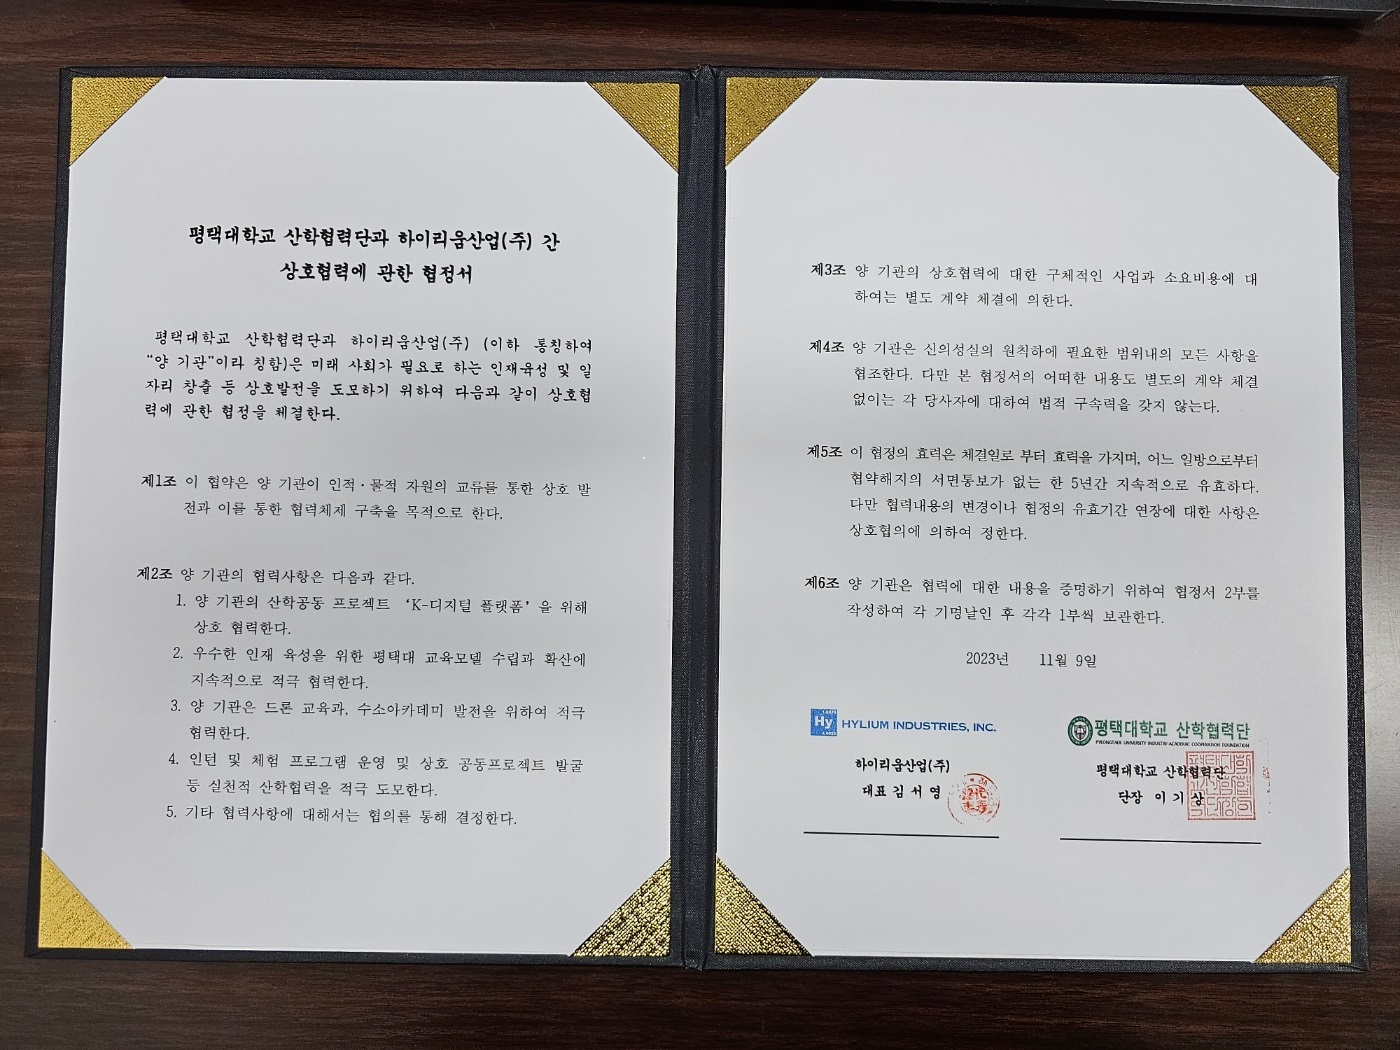 평택대학교 산학협력단과 하이리움산업(주) 간
상호협력에 관한 협정서
평택대학교 산학협력단과 하이리움산업(주) (이하 통칭하여
“양 기관”이라 칭함)은 미래 사회가 필요로 하는 인재육성 및 일
자리 창출 등 상호발전을 도모하기 위하여 다음과 같이 상호협
력에 관한 협정을 체결한다.
제1조 이 협약은 양 기관이 인적·물적 자원의 교류를 통한 상호 발
전과 이를 통한 협력체제 구축을 목적으로 한다.
제2조 양 기관의 협력사항은 다음과 같다.
1. 양 기관의 산학공동 프로젝트 ‘K-디지털 플랫폼’을 위해
상호 협력한다.
2. 우수한 인재 육성을 위한 평택대 교육모델 수립과 확산에
지속적으로 적극 협력한다.
3. 양 기관은 드론 교육과, 수소아카데미 발전을 위하여 적극
협력한다.
4. 인턴 및 체험 프로그램 운영 및 상호 공동프로젝트 발굴
등 실천적 산학협력을 적극 도모한다.
5. 기타 협력사항에 대해서는 협의를 통해 결정한다.
제3조 양 기관의 상호협력에 대한 구체적인 사업과 소요비용에 대
하여는 별도 계약 체결에 의한다.
제4조 양 기관은 신의성실의 원칙하에 필요한 범위내의 모든 사항을
협조한다. 다만 본 협정서의 어떠한 내용도 별도의 계약 체결
없이는 각 당사자에 대하여 법적 구속력을 갖지 않는다.
제5조 이 협정의 효력은 체결일로 부터 효력을 가지며, 어느 일방으로부터
협약해지의 서면통보가 없는 한 5년간 지속적으로 유효하다.
다만 협력내용의 변경이나 협정의 유효기간 연장에 대한 사항은
상호협의에 의하여 정한다.
제6조 양 기관은 협력에 대한 내용을 증명하기 위하여 협정서 2부를
작성하여 각 기명날인 후 각각 1부씩 보관한다.
2023년 11월 9일
Hy HYLIUM INDUSTRIES, INC.
평택대학교 산학협력단
PYEONGTAEK UNIVERSITY INDUSTRY ACADEMIC COOPERATION FOUNDATION
하이리움산업(주)
대표 김 서 영
평택대학교 산학협력단
단장 이 기 상